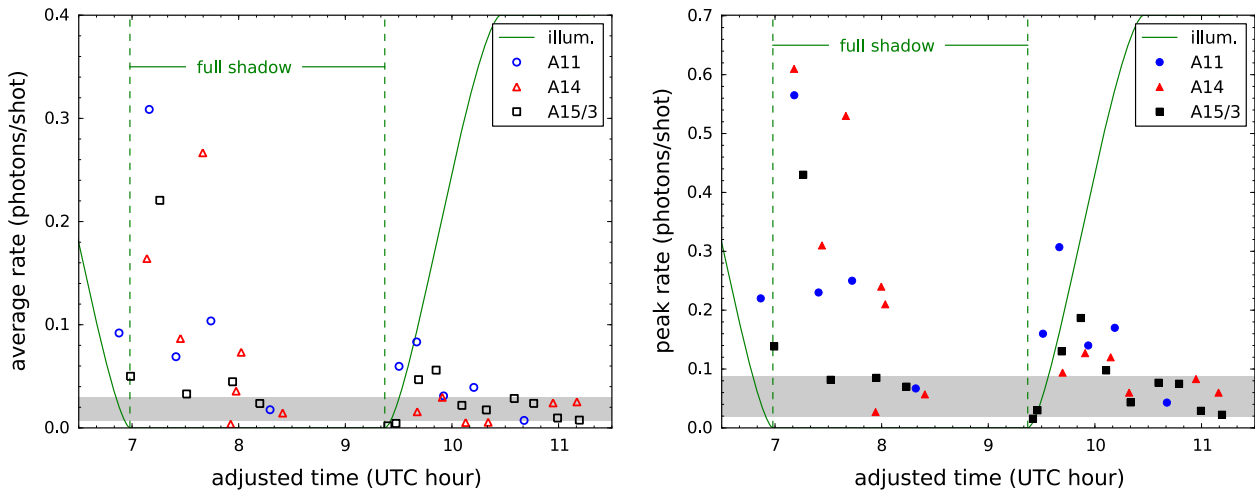 0.4
0.3
0.2
0.1
0.0
average rate (photons/shot)
full shadow
illum.
A11
A14
A15/3
7 8 9 10 11
adjusted time (UTC hour)
0.7
0.6
0.5
0.4
0.3
0.2
0.1
0.0
peak rate (photons/shot)
full shadow
illum.
A11
A14
A15/3
7 8 9 10 11
adjusted time (UTC hour)